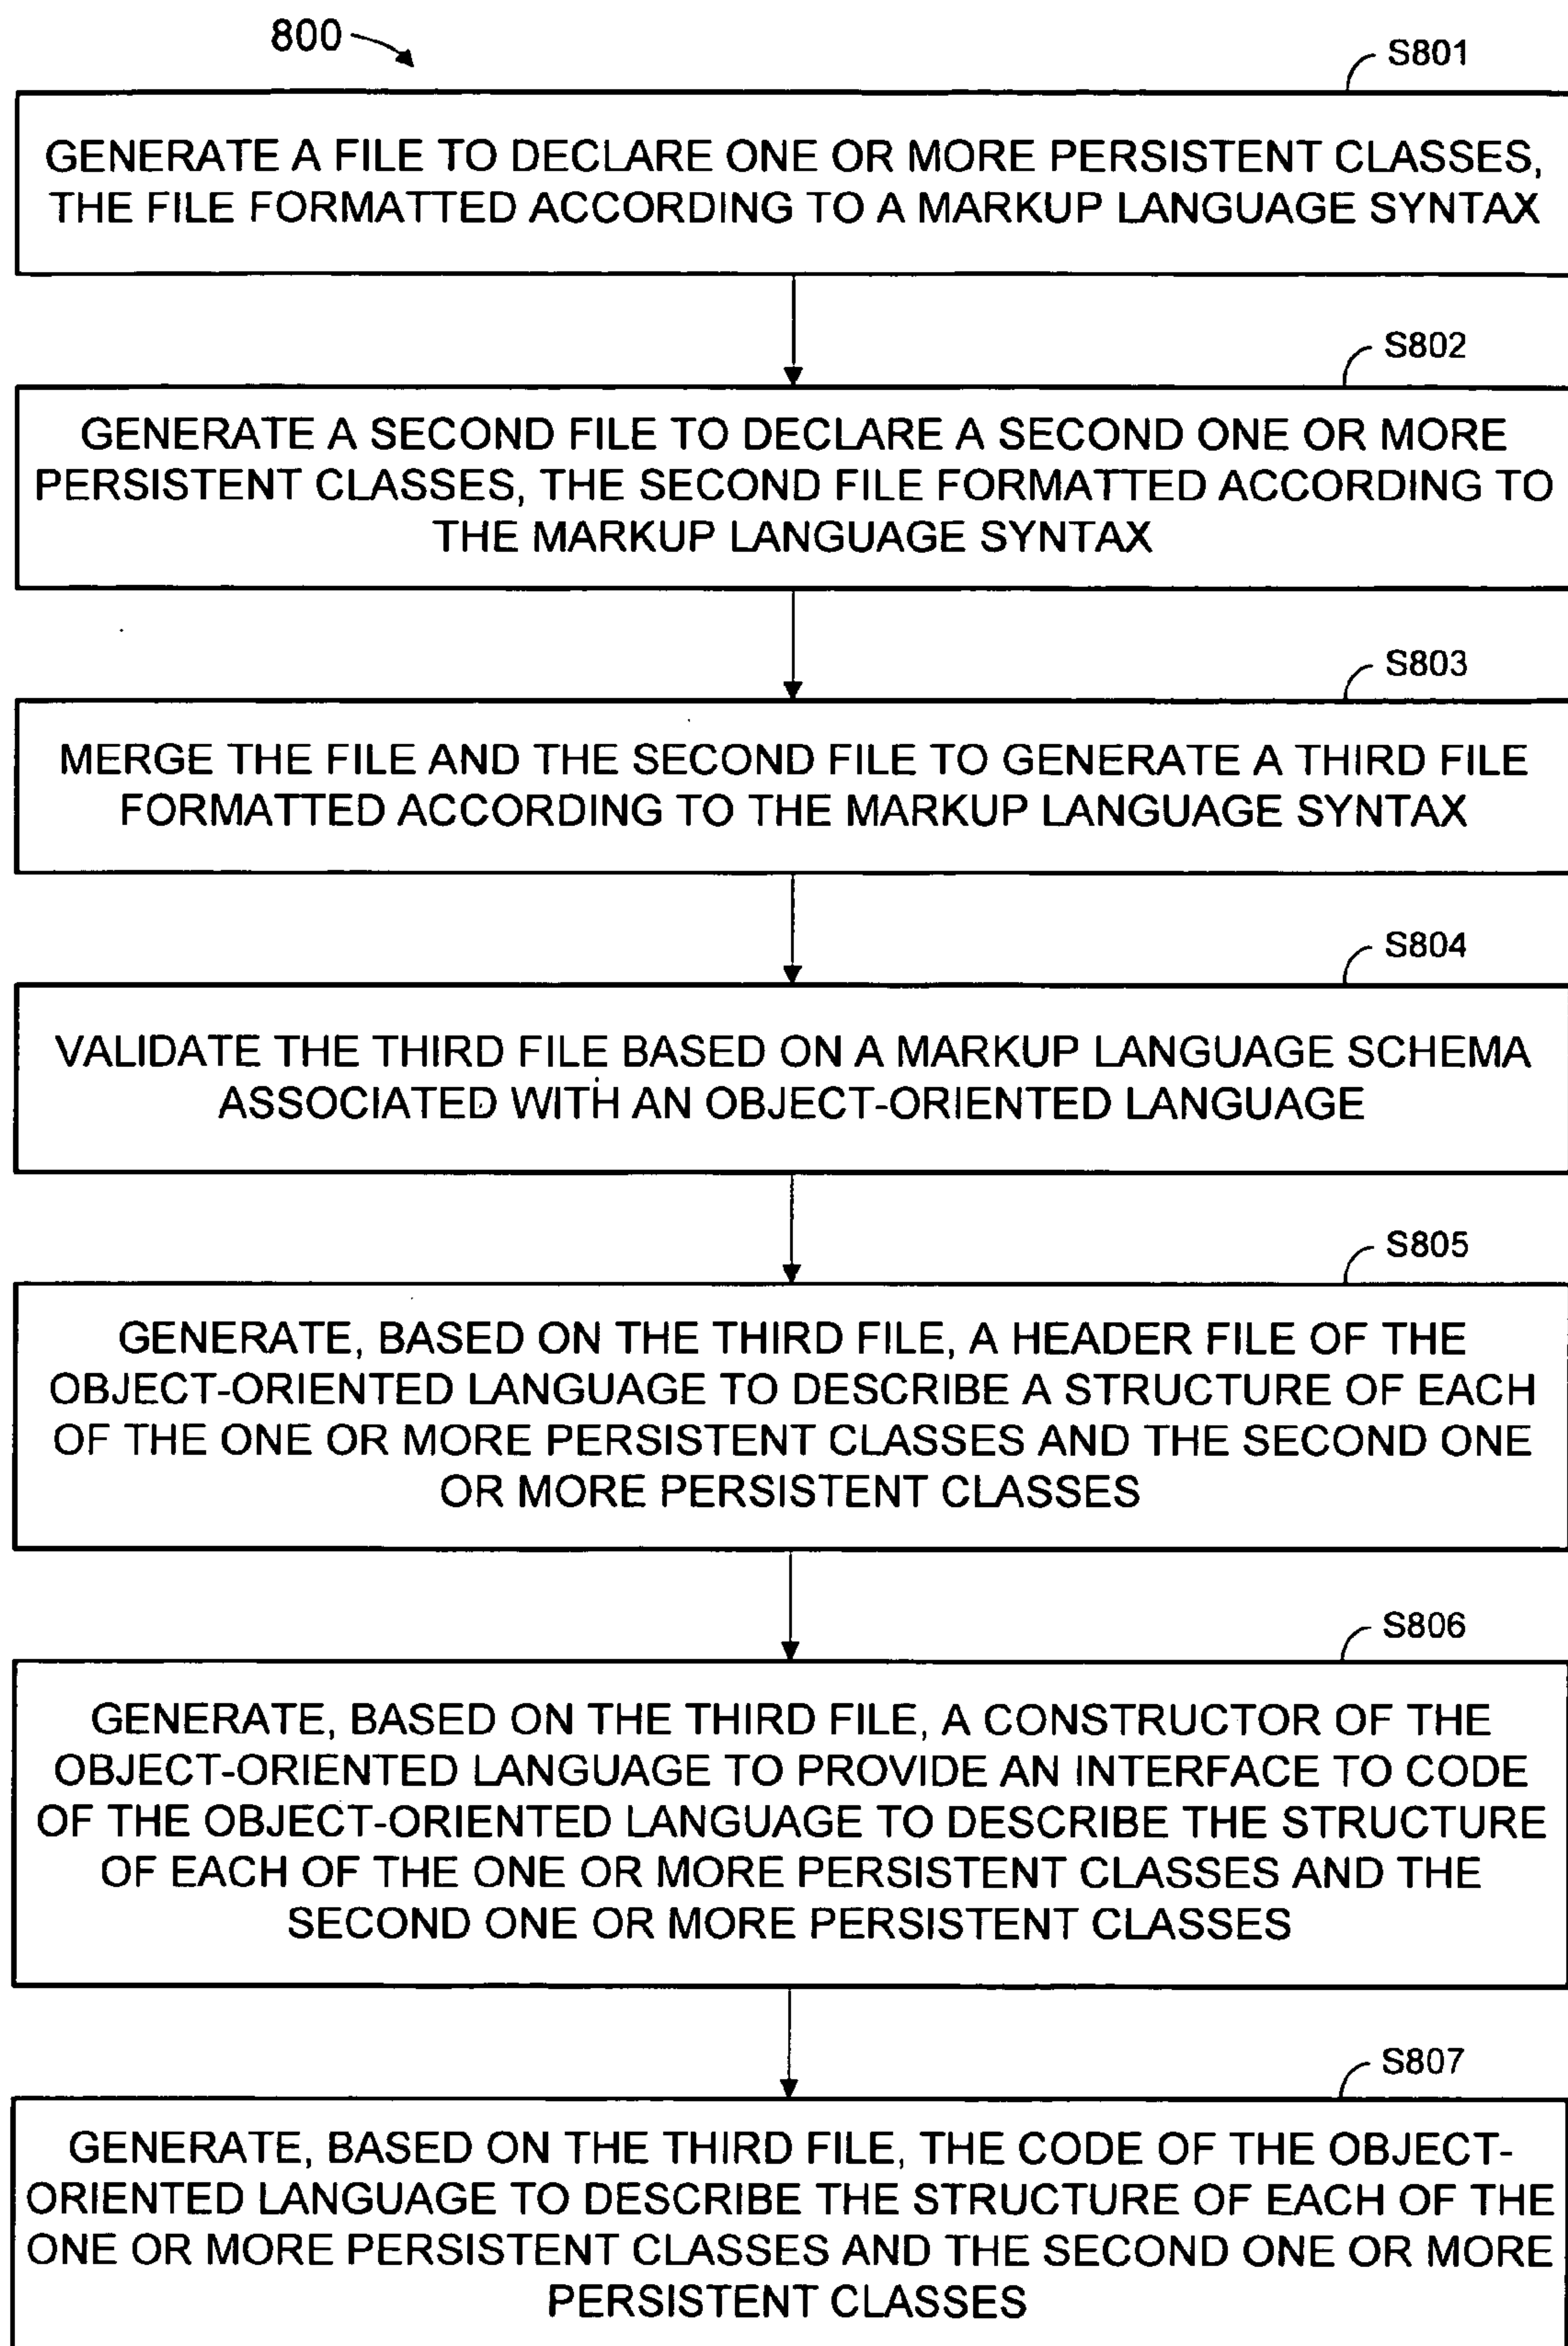 800
S801
GENERATE A FILE TO DECLARE ONE OR MORE PERSISTENT CLASSES,
THE FILE FORMATTED ACCORDING TO A MARKUP LANGUAGE SYNTAX
S802
GENERATE A SECOND FILE TO DECLARE A SECOND ONE OR MORE
PERSISTENT CLASSES, THE SECOND FILE FORMATTED ACCORDING TO
THE MARKUP LANGUAGE SYNTAX
S803
MERGE THE FILE AND THE SECOND FILE TO GENERATE A THIRD FILE
FORMATTED ACCORDING TO THE MARKUP LANGUAGE SYNTAX
S804
VALIDATE THE THIRD FILE BASED ON A MARKUP LANGUAGE SCHEMA
ASSOCIATED WITH AN OBJECT-ORIENTED LANGUAGE
S805
GENERATE, BASED ON THE THIRD FILE, A HEADER FILE OF THE
OBJECT-ORIENTED LANGUAGE TO DESCRIBE A STRUCTURE OF EACH
OF THE ONE OR MORE PERSISTENT CLASSES AND THE SECOND ONE
OR MORE PERSISTENT CLASSES
S806
GENERATE, BASED ON THE THIRD FILE, A CONSTRUCTOR OF THE
OBJECT-ORIENTED LANGUAGE TO PROVIDE AN INTERFACE TO CODE
OF THE OBJECT-ORIENTED LANGUAGE TO DESCRIBE THE STRUCTURE
OF EACH OF THE ONE OR MORE PERSISTENT CLASSES AND THE
SECOND ONE OR MORE PERSISTENT CLASSES
S807
GENERATE, BASED ON THE THIRD FILE, THE CODE OF THE OBJECT-
ORIENTED LANGUAGE TO DESCRIBE THE STRUCTURE OF EACH OF THE
ONE OR MORE PERSISTENT CLASSES AND THE SECOND ONE OR MORE
PERSISTENT CLASSES